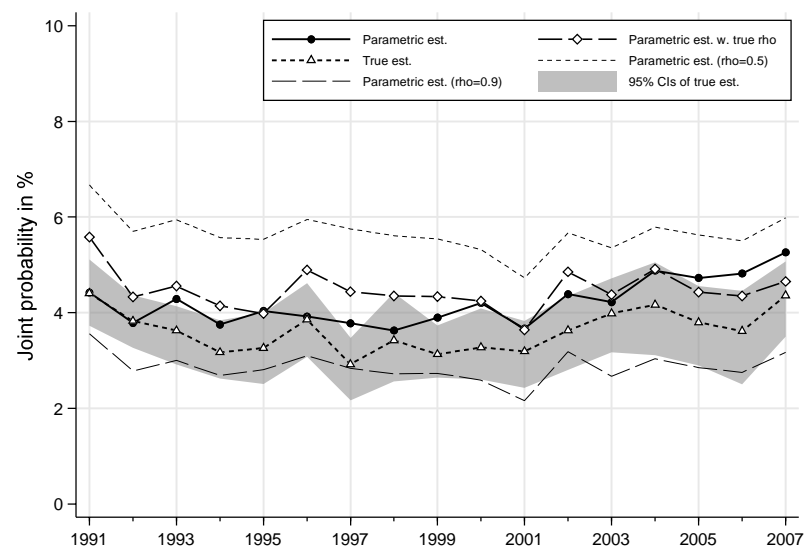 Parametric est.
Parametric est. w. true rho
True est.
Parametric est. (rho=0.5)
Parametric est. (rho=0.9)
95% CIs of true est.
Joint probability in %
10
8
6
4
2
0
1991 1993 1995 1997 1999 2001 2003 2005 2007